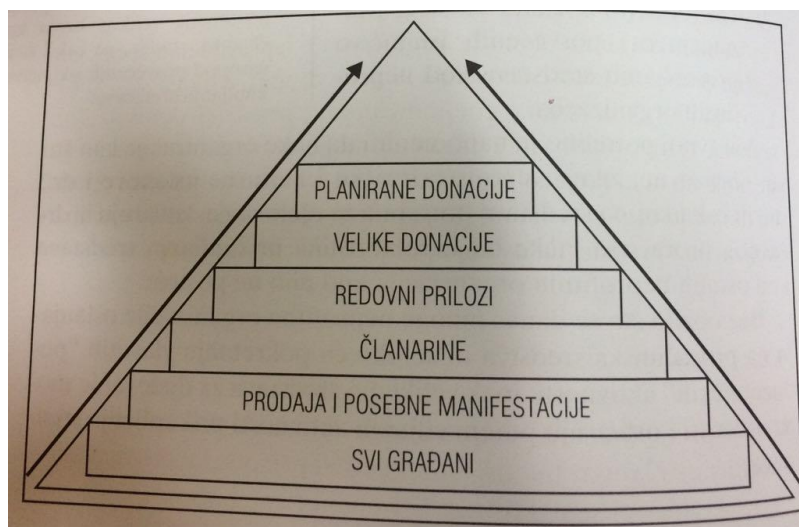 PLANIRANE DONACIJE
VELIKE DONACIJE
REDOVNI PRILOZI
ČLANARINE
PRODAJA I POSEBNE MANIFESTACIJE
SVI GRAĐANI